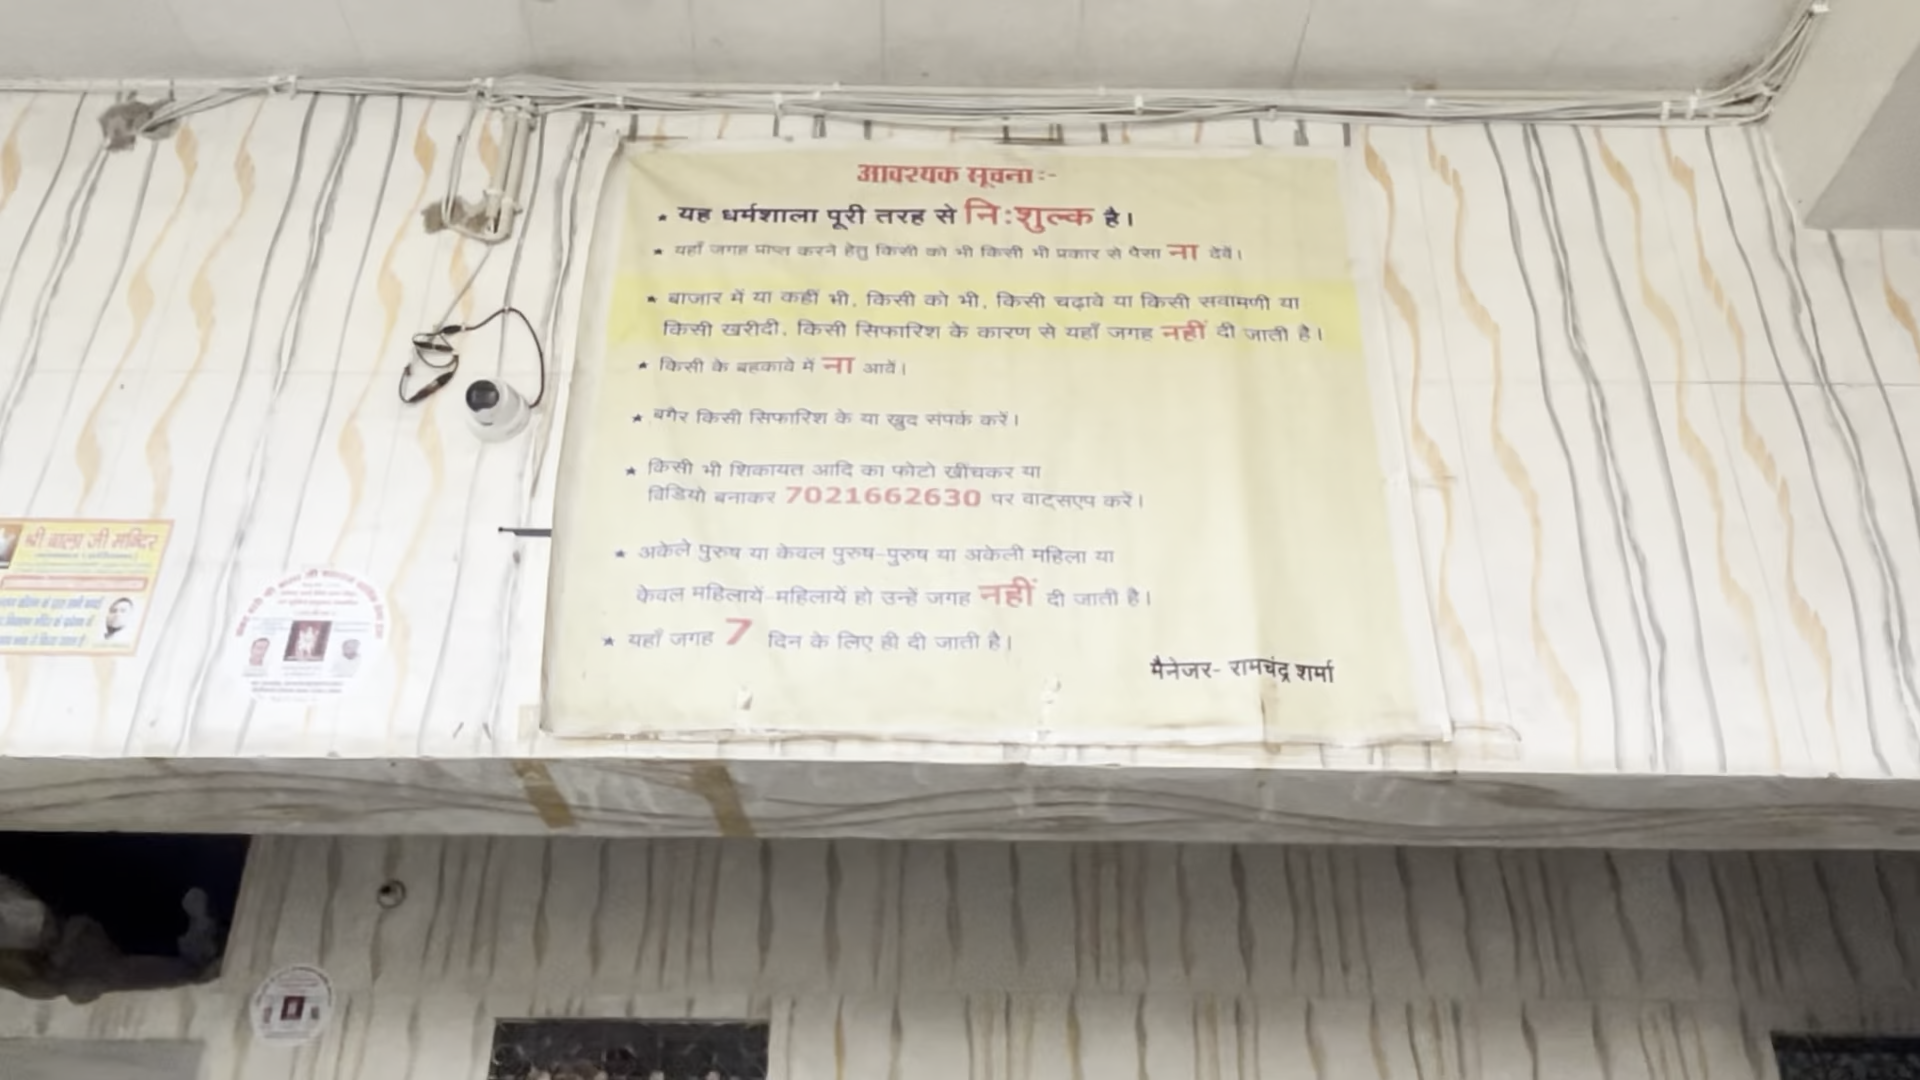 आवश्यक सूचना :-
* यह धर्मशाला पूरी तरह से नि:शुल्क है।
* यहाँ जगह प्राप्त करने हेतु किसी को भी किसी भी प्रकार से पैसा ना देवें।
* बाजार में या कहीं भी, किसी को भी, किसी चढ़ावे या किसी सवामणी या
किसी खरीदी, किसी सिफारिश के कारण से यहाँ जगह नहीं दी जाती है।
* किसी के बहकावे में ना आवें।
* बगैर किसी सिफारिश के या खुद संपर्क करें।
* किसी भी शिकायत आदि का फोटो खींचकर या
विडियो बनाकर 7021662630 पर वाट्सएप करें।
* अकेले पुरुष या केवल पुरुष-पुरुष या अकेली महिला या
केवल महिलायें-महिलायें हो उन्हें जगह नहीं दी जाती है।
* यहाँ जगह 7 दिन के लिए ही दी जाती है।
मैनेजर- रामचंद्र शर्मा
श्री बाला जी मन्दिर